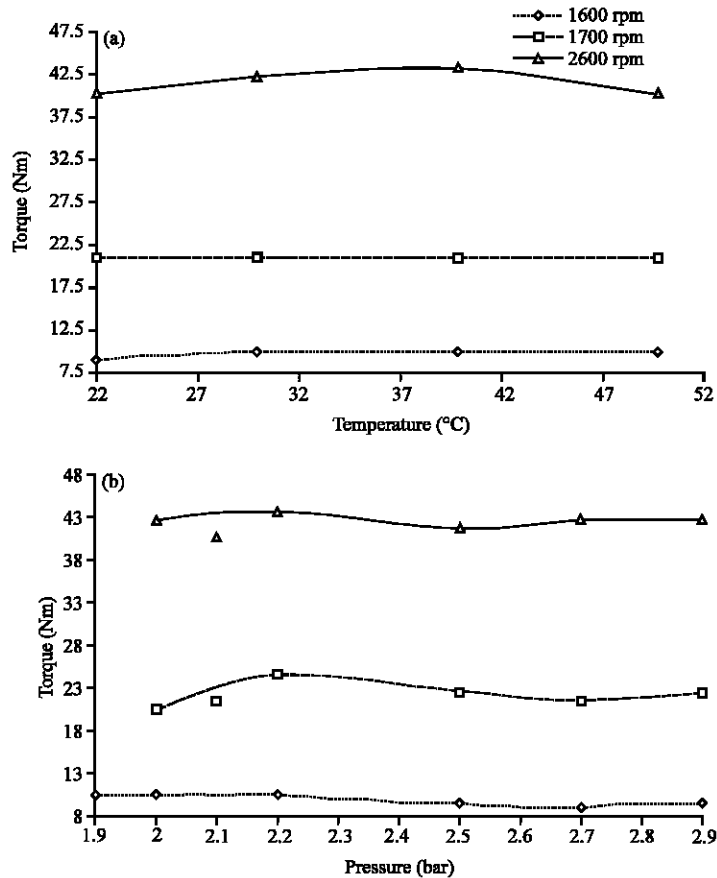 (a)
1600 rpm
1700 rpm
2600 rpm
47.5
42.5
37.5
32.5
27.5
22.5
17.5
12.5
7.5
Torque (Nm)
22 27 32 37 42 47 52
Temperature (°C)
(b)
48
43
38
33
28
23
18
13
8
Torque (Nm)
1.9 2 2.1 2.2 2.3 2.4 2.5 2.6 2.7 2.8 2.9
Pressure (bar)